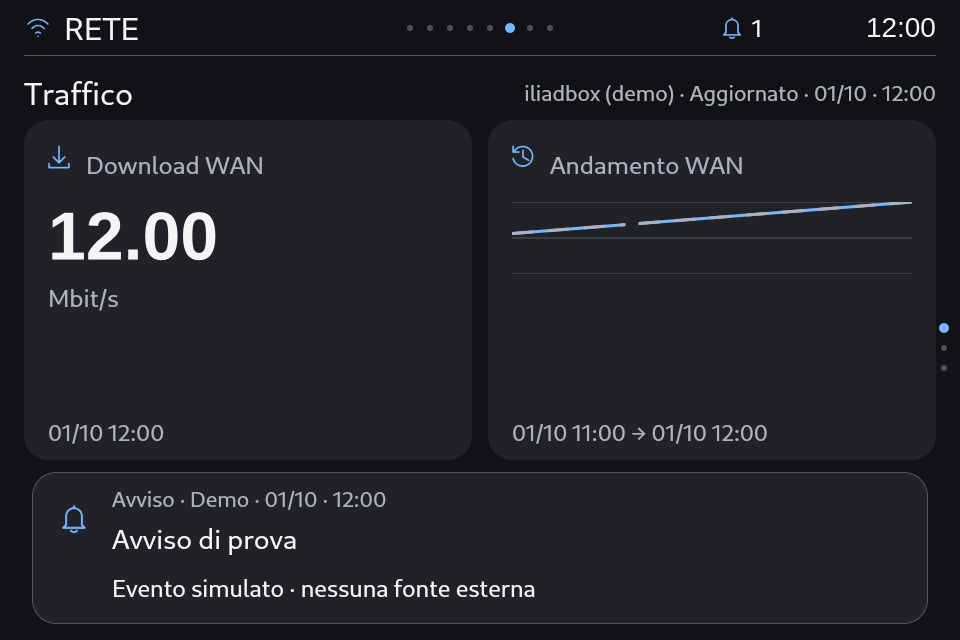 RETE
1
12:00
Traffico
iliadbox (demo) · Aggiornato · 01/10 · 12:00
Download WAN
12.00
Mbit/s
01/10 12:00
Andamento WAN
01/10 11:00 → 01/10 12:00
Avviso · Demo · 01/10 · 12:00
Avviso di prova
Evento simulato · nessuna fonte esterna